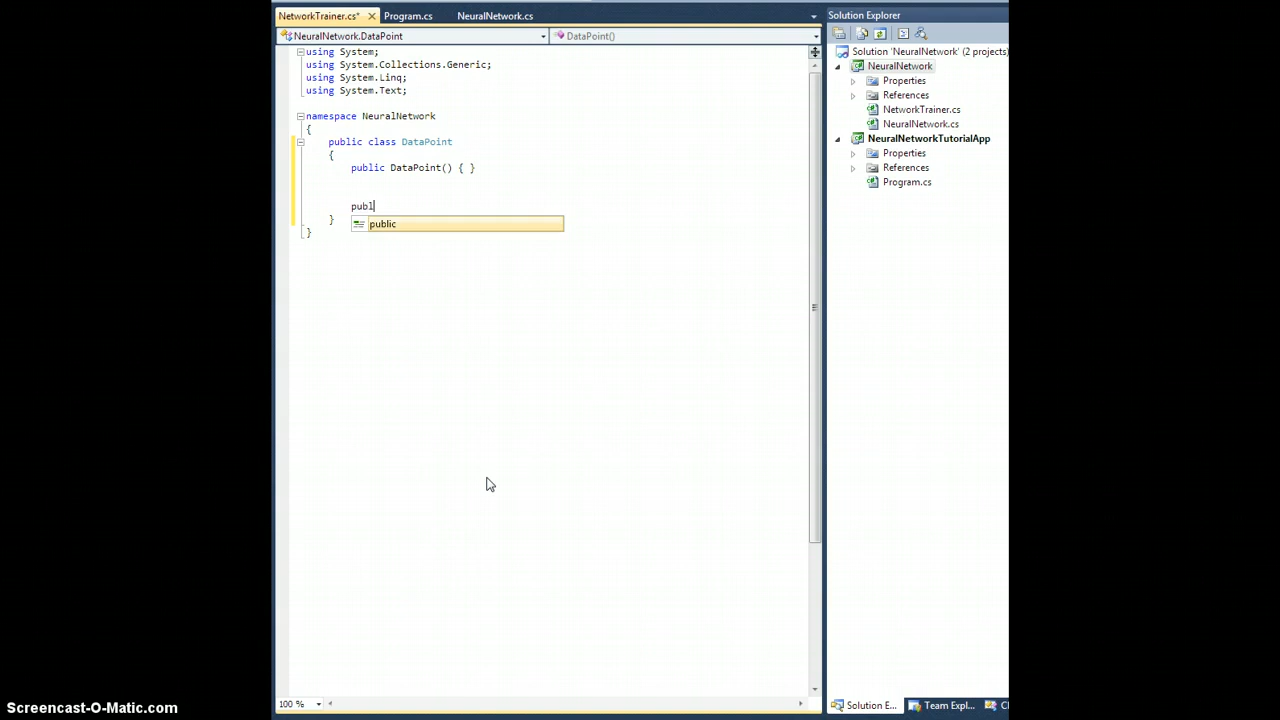 NetworkTrainer.cs* Program.cs NeuralNetwork.cs
NeuralNetwork.DataPoint DataPoint()
using System;
using System.Collections.Generic;
using System.Linq;
using System.Text;
namespace NeuralNetwork
{
public class DataPoint
{
public DataPoint() { }
publ
}
public
}
100 %
Solution Explorer
Solution 'NeuralNetwork' (2 projects)
NeuralNetwork
Properties
References
NetworkTrainer.cs
NeuralNetwork.cs
NeuralNetworkTutorialApp
Properties
References
Program.cs
Solution E... Team Expl...
Screencast-O-Matic.com